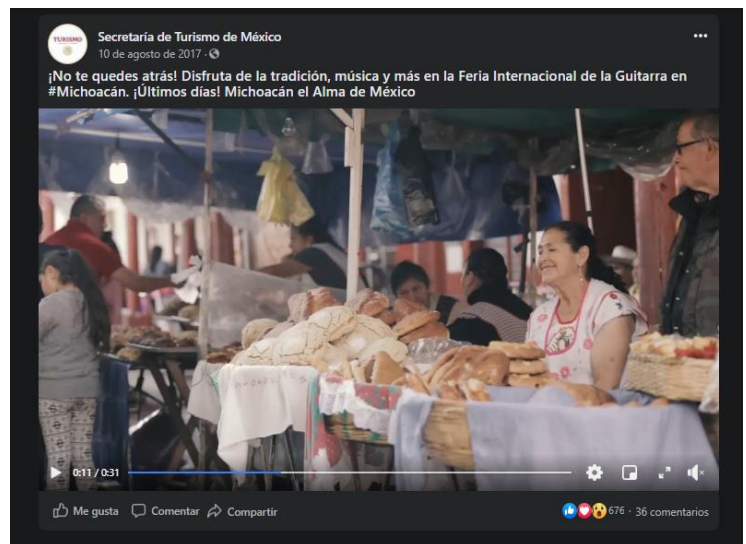 TURISMO
Secretaría de Turismo de México
10 de agosto de 2017 ·
¡No te quedes atrás! Disfruta de la tradición, música y más en la Feria Internacional de la Guitarra en
#Michoacán. ¡Últimos días! Michoacán el Alma de México
0:11 / 0:31
Me gusta
Comentar
Compartir
676 · 36 comentarios